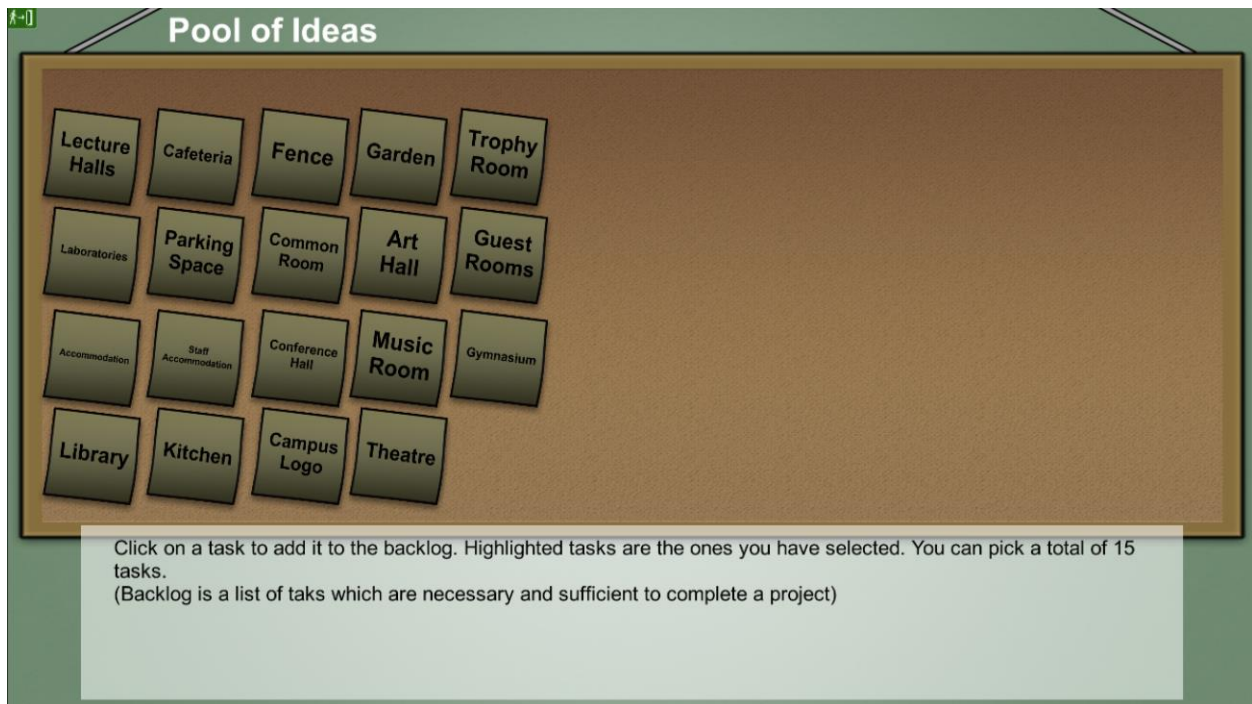 Pool of Ideas
Lecture
Halls
Cafeteria
Fence
Garden
Trophy
Room
Laboratories
Parking
Space
Common
Room
Art
Hall
Guest
Rooms
Accommodation
Staff
Accommodation
Conference
Hall
Music
Room
Gymnasium
Library
Kitchen
Campus
Logo
Theatre
Click on a task to add it to the backlog. Highlighted tasks are the ones you have selected. You can pick a total of 15
tasks.
(Backlog is a list of taks which are necessary and sufficient to complete a project)